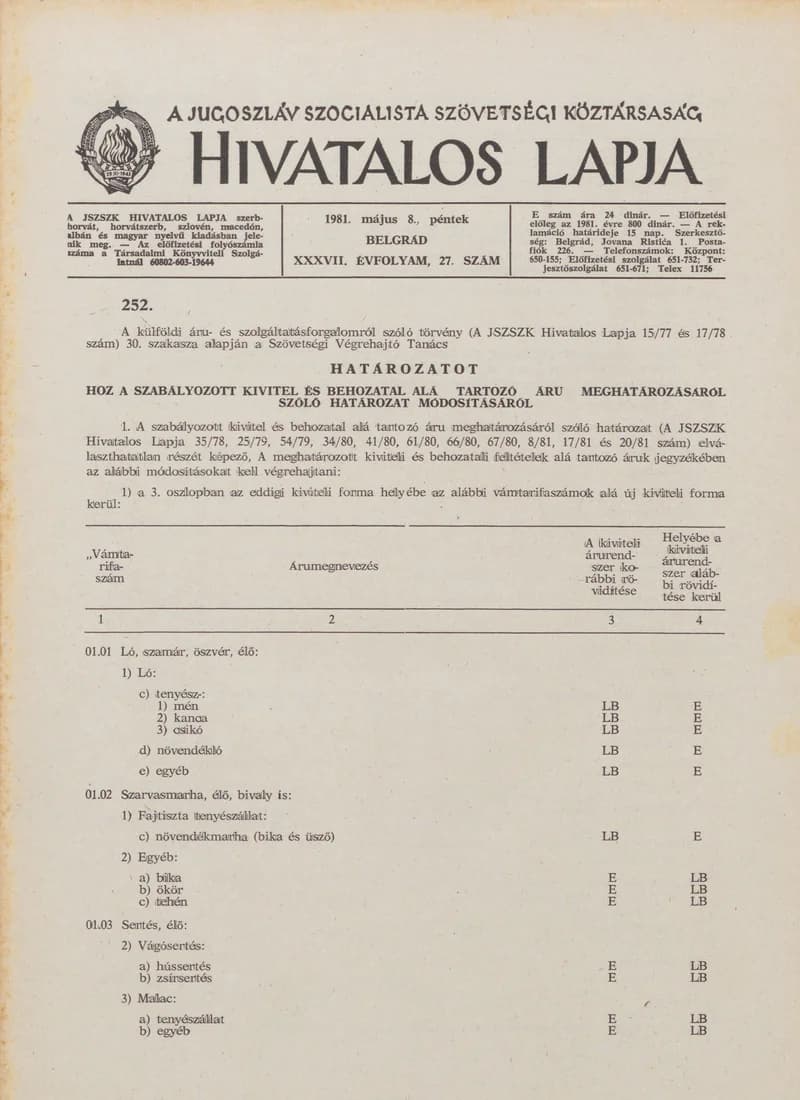 A JUGOSZLÁV SZOCIALISTA SZÖVETSÉGI KÖZTÁRSASÁG
HIVATALOS LAPJA
A JSZSZK HIVATALOS LAPJA szerb-
horvát, horvátszerb, szlovén, macedón,
albán és magyar nyelvű kiadásban jele-
nik meg. — Az előfizetési folyószámla
száma a Társadalmi Könyvviteli Szolgá-
latnál 60802-603-19644
1981. május 8., péntek
BELGRÁD
XXXVII. ÉVFOLYAM, 27. SZÁM
E szám ára 24 dinár. — Előfizetési
előleg az 1981. évre 800 dinár. — A rek-
lamáció határideje 15 nap. Szerkesztő-
ség: Belgrád, Jovana Ristića 1. Posta-
fiók 226. — Telefonszámok: Központ:
650-155; Előfizetési szolgálat 651-732; Ter-
jesztőszolgálat 651-671; Telex 11756
252.
A külföldi áru- és szolgáltatásforgalomról szóló törvény (A JSZSZK Hivatalos Lapja 15/77 és 17/78
szám) 30. szakasza alapján a Szövetségi Végrehajtó Tanács
HATÁROZATOT
HOZ A SZABÁLYOZOTT KIVITEL ÉS BEHOZATAL ALÁ TARTOZÓ ÁRU MEGHATÁROZÁSÁRÓL
SZÓLÓ HATÁROZAT MÓDOSÍTÁSÁRÓL
1. A szabályozott kivitel és behozatal alá tartozó áru meghatározásáról szóló határozat (A JSZSZK
Hivatalos Lapja 35/78, 25/79, 54/79, 34/80, 41/80, 61/80, 66/80, 67/80, 8/81, 17/81 és 20/81 szám) elvá-
laszthatatlan részét képező, A meghatározott kiviteli és behozatali feltételek alá tartozó áruk jegyzékében
az alábbi módosításokat kell végrehajtani:
1) a 3. oszlopban az eddigi kiviteli forma helyébe az alábbi vámtarifaszámok alá új kiviteli forma
kerül:
„Vámta-
rifa-
szám
Árumegnevezés
A kiviteli
árurend-
szer ko-
rábbi rö-
vidítése
Helyébe a
kiviteli
árurend-
szer aláb-
bi rövidí-
tése kerül
1 2 3 4
01.01 Ló, szamár, öszvér, élő:
1) Ló:
c) tenyész-:
1) mén LB E
2) kanca LB E
3) csikó LB E
d) növendékló LB E
e) egyéb LB E
01.02 Szarvasmarha, élő, bivaly is:
1) Fajtiszta tenyészállat:
c) növendékmarha (bika és üsző) LB E
2) Egyéb:
a) bika E LB
b) ökör E LB
c) tehén E LB
01.03 Sertés, élő:
2) Vágósertés:
a) hússertés E LB
b) zsírsertés E LB
3) Malac:
a) tenyészállat E LB
b) egyéb E LB